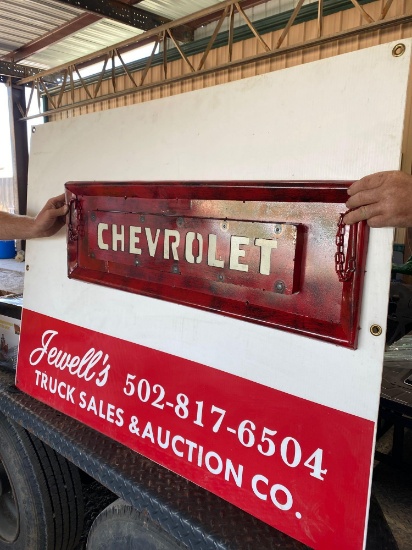 CHEVROLET
Jewell's 502-817-6504
TRUCK SALES & AUCTION CO.